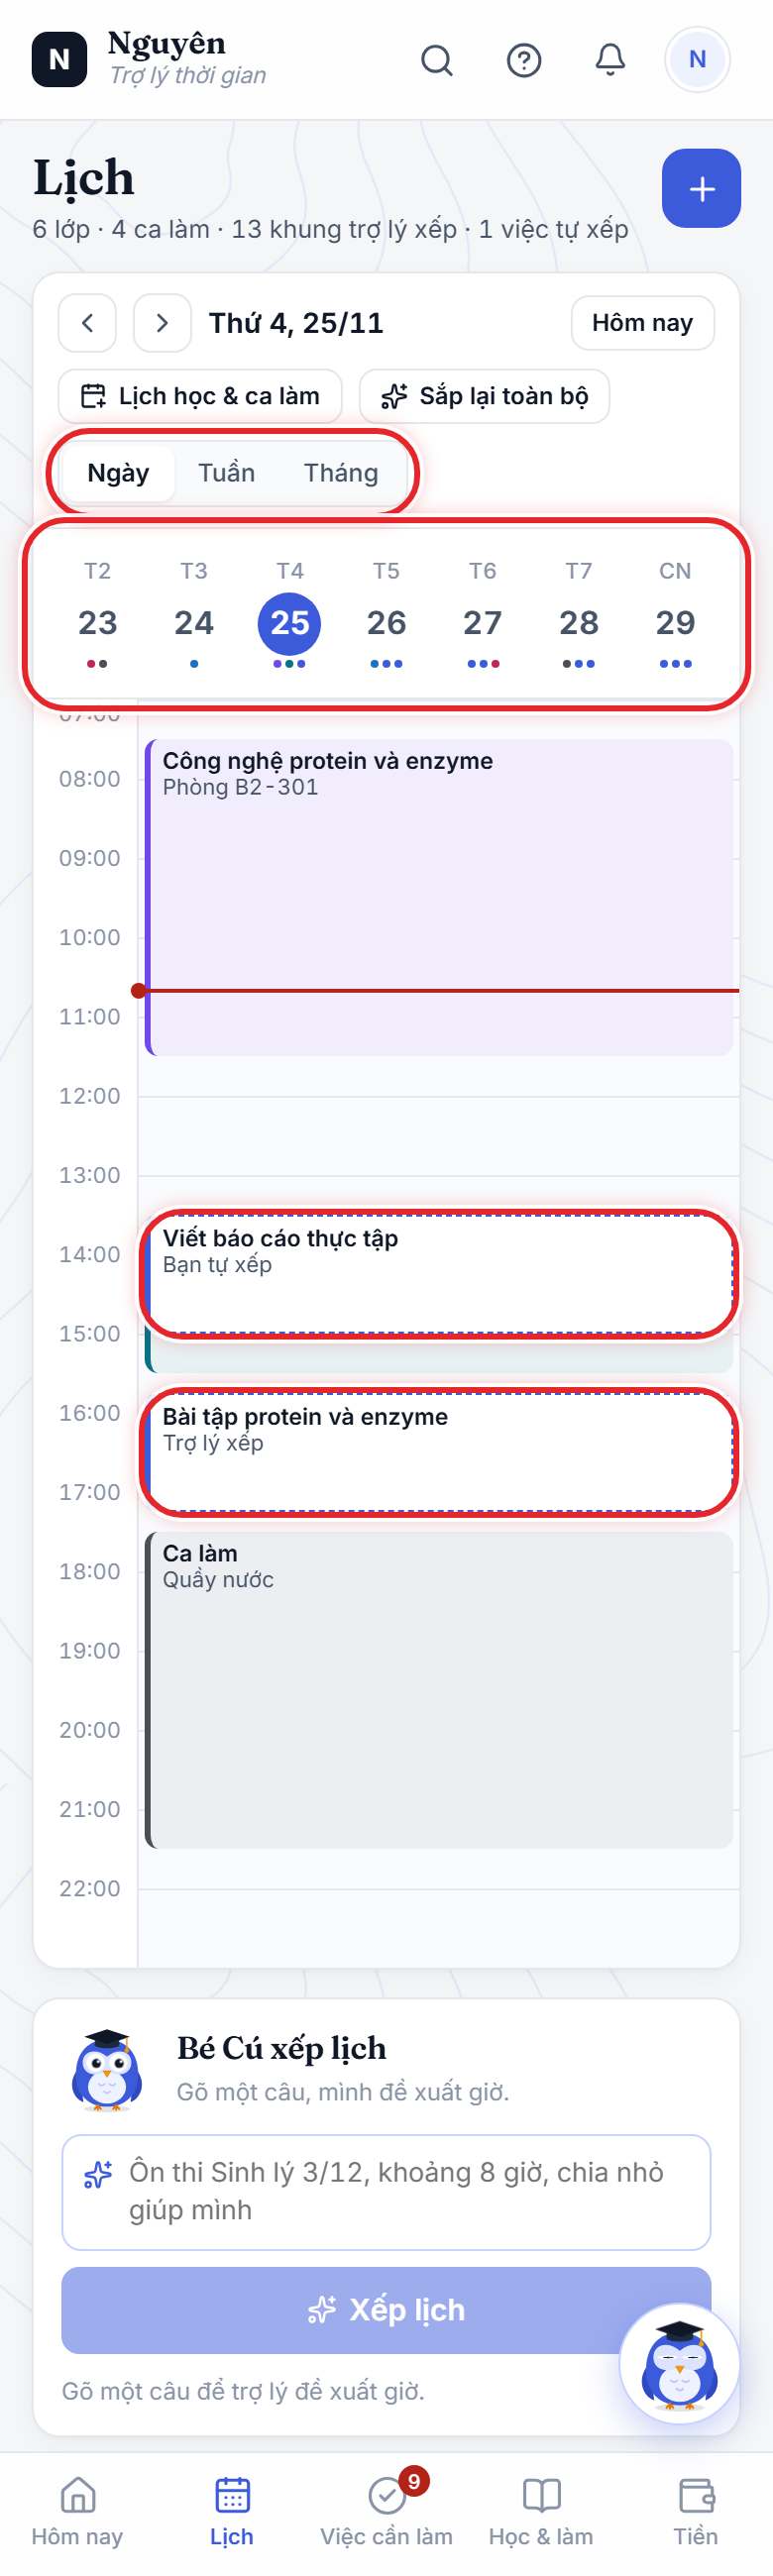 N
Nguyên
Trợ lý thời gian
N
Lịch
6 lớp · 4 ca làm · 13 khung trợ lý xếp · 1 việc tự xếp
Thứ 4, 25/11
Hôm nay
Lịch học & ca làm
Sắp lại toàn bộ
Ngày Tuần Tháng
T2 T3 T4 T5 T6 T7 CN
23 24 25 26 27 28 29
07:00
Công nghệ protein và enzyme
08:00
Phòng B2-301
09:00
10:00
11:00
12:00
13:00
Viết báo cáo thực tập
14:00
Bạn tự xếp
15:00
16:00
Bài tập protein và enzyme
Trợ lý xếp
17:00
Ca làm
18:00
Quầy nước
19:00
20:00
21:00
22:00
Bé Cú xếp lịch
Gõ một câu, mình đề xuất giờ.
Ôn thi Sinh lý 3/12, khoảng 8 giờ, chia nhỏ
giúp mình
Xếp lịch
Gõ một câu để trợ lý đề xuất giờ.
9
Hôm nay Lịch Việc cần làm Học & làm Tiền